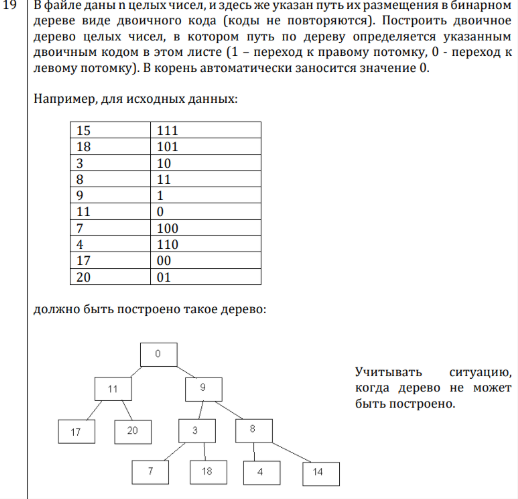 19 В файле даны n целых чисел, и здесь же указан путь их размещения в бинарном
дереве виде двоичного кода (коды не повторяются). Построить двоичное
дерево целых чисел, в котором путь по дереву определяется указанным
двоичным кодом в этом листе (1 – переход к правому потомку, 0 - переход к
левому потомку). В корень автоматически заносится значение 0.
Например, для исходных данных:
15 111
18 101
3 10
8 11
9 1
11 0
7 100
4 110
17 00
20 01
должно быть построено такое дерево:
0
11 9
17 20 3 8
7 18 4 14
Учитывать ситуацию,
когда дерево не может
быть построено.